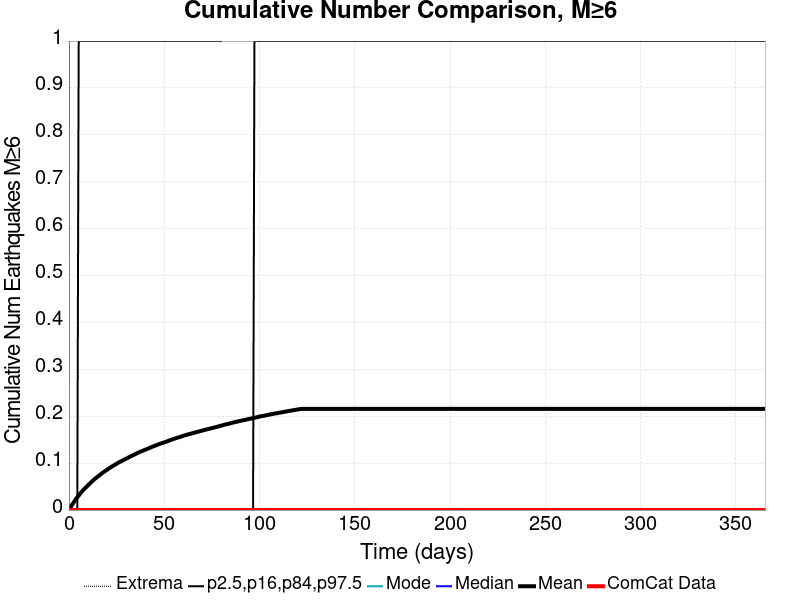 Cumulative Number Comparison, M≥6
Cumulative Num Earthquakes M≥6
1
0.9
0.8
0.7
0.6
0.5
0.4
0.3
0.2
0.1
0
0 50 100 150 200 250 300 350
Time (days)
Extrema p2.5,p16,p84,p97.5 Mode Median Mean ComCat Data